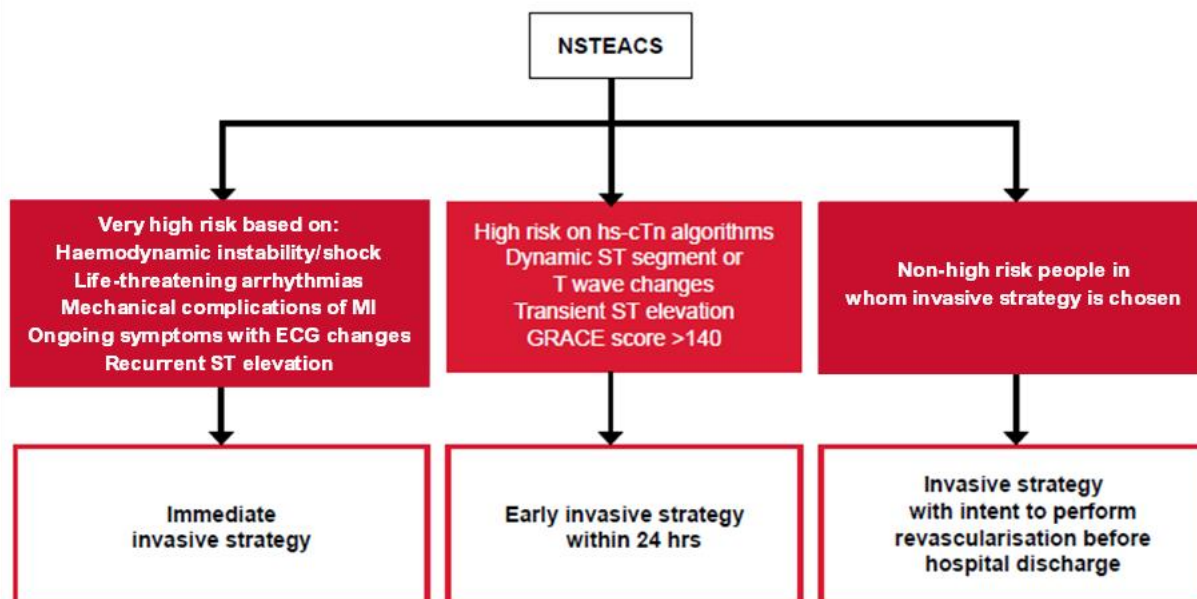 NSTEACS
Very high risk based on:
Haemodynamic instability/shock
Life-threatening arrhythmias
Mechanical complications of MI
Ongoing symptoms with ECG changes
Recurrent ST elevation
High risk on hs-cTn algorithms
Dynamic ST segment or
T wave changes
Transient ST elevation
GRACE score >140
Non-high risk people in
whom invasive strategy is chosen
Immediate
invasive strategy
Early invasive strategy
within 24 hrs
Invasive strategy
with intent to perform
revascularisation before
hospital discharge